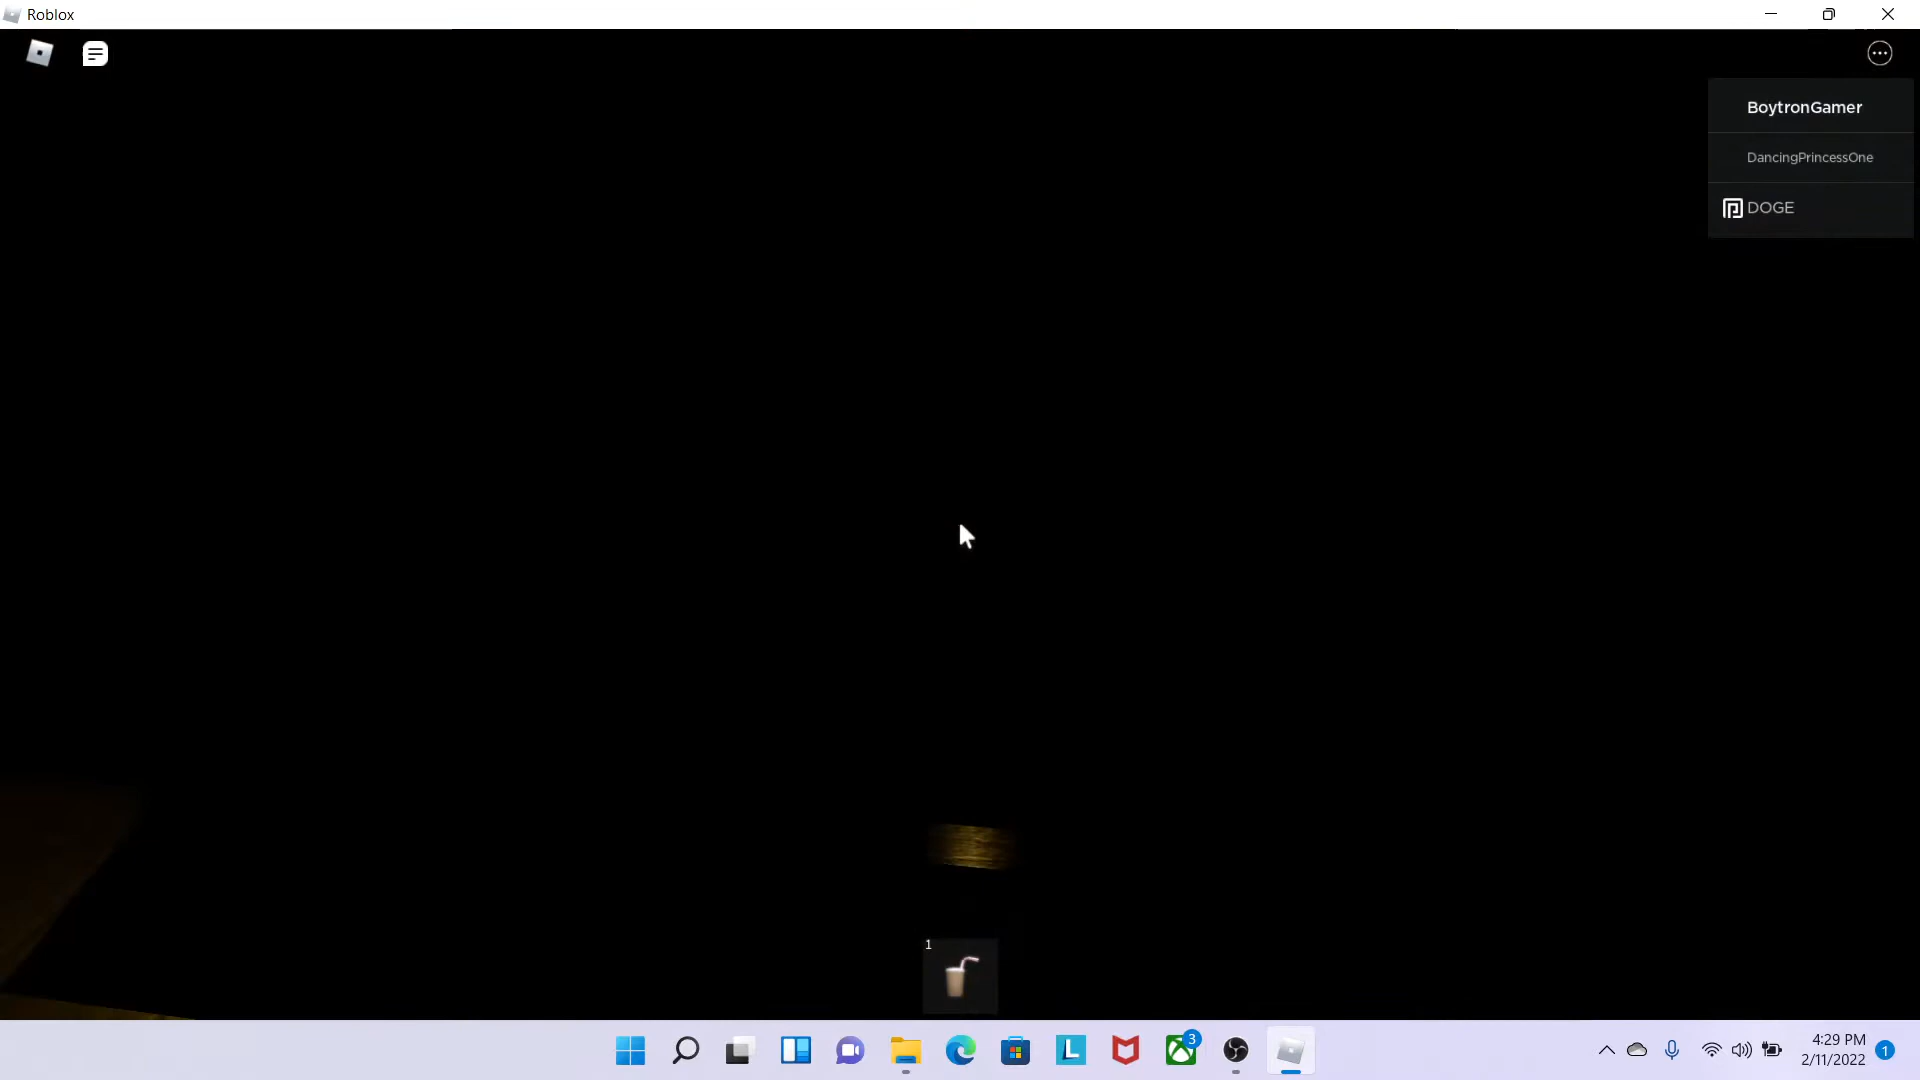 Roblox
BoytronGamer
DancingPrincessOne
DOGE
1
3
4:29 PM
2/11/2022
1